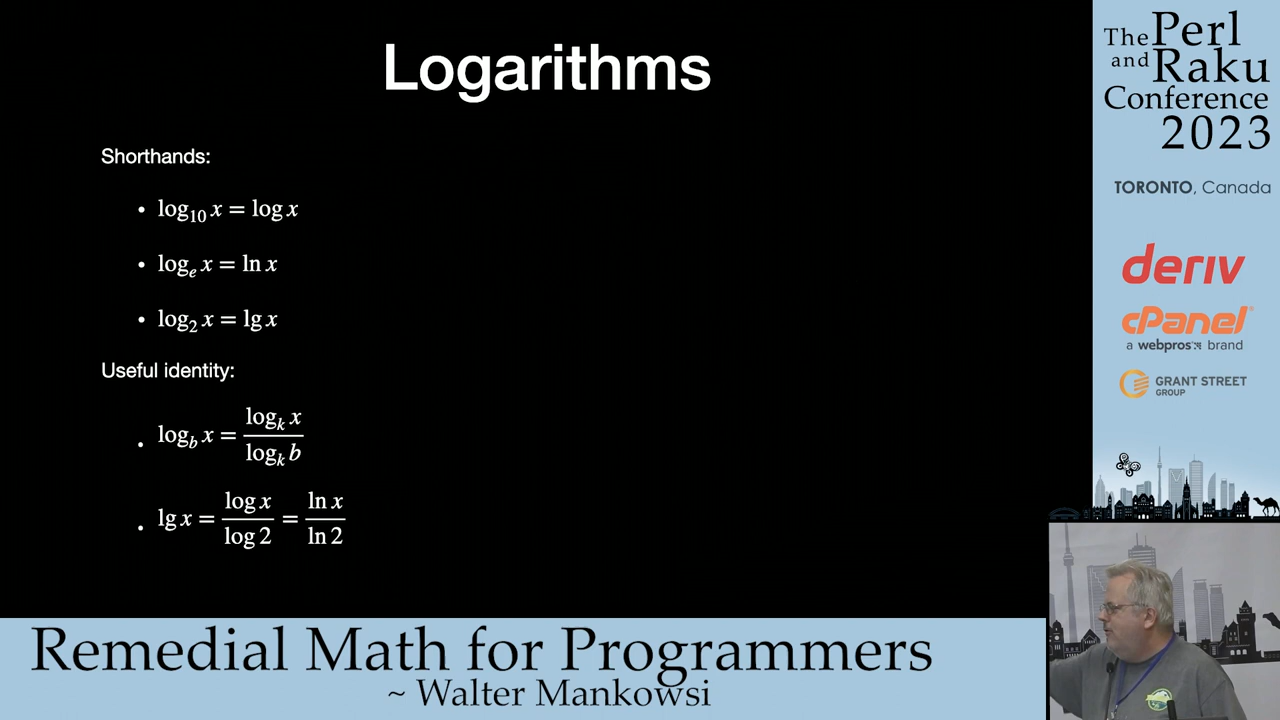 Logarithms
Shorthands:
• log₁₀ x = log x
• logₑ x = ln x
• log₂ x = lg x
Useful identity:
• log_b x = log_k x / log_k b
• lg x = log x / log 2 = ln x / ln 2
The Perl
and Raku
Conference
2023
TORONTO, Canada
deriv
cPanel®
a webpros brand
GRANT STREET
GROUP
Remedial Math for Programmers
~ Walter Mankowsi